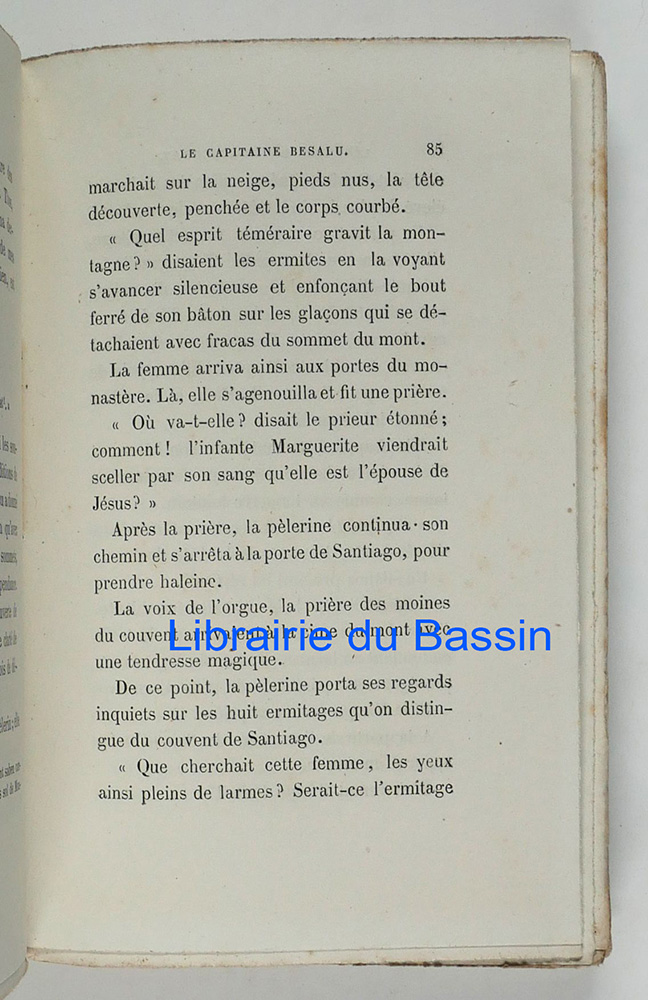 LE CAPITAINE BESALU. 85
marchait sur la neige, pieds nus, la tête
découverte, penchée et le corps courbé.
« Quel esprit téméraire gravit la mon-
tagne? » disaient les ermites en la voyant
s'avancer silencieuse et enfonçant le bout
ferré de son bâton sur les glaçons qui se dé-
tachaient avec fracas du sommet du mont.
La femme arriva ainsi aux portes du mo-
nastère. Là, elle s'agenouilla et fit une prière.
« Où va-t-elle? disait le prieur étonné;
comment! l'infante Marguerite viendrait
sceller par son sang qu'elle est l'épouse de
Jésus? »
Après la prière, la pèlerine continua son
chemin et s'arrêta à la porte de Santiago, pour
prendre haleine.
La voix de l'orgue, la prière des moines
du couvent arrivaient à la cime du mont avec
Librairie du Bassin
une tendresse magique.
De ce point, la pèlerine porta ses regards
inquiets sur les huit ermitages qu'on distin-
gue du couvent de Santiago.
« Que cherchait cette femme, les yeux
ainsi pleins de larmes? Serait-ce l'ermitage